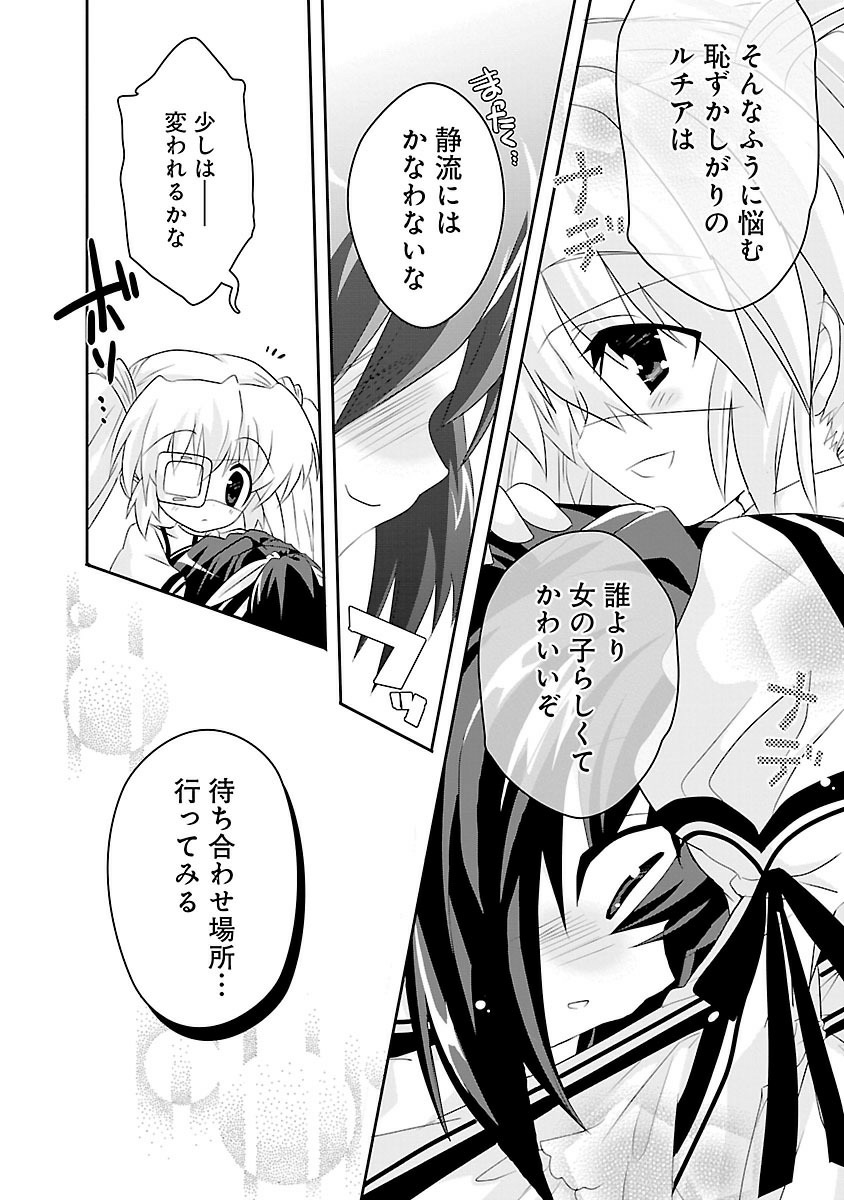 そんなふうに悩む
恥ずかしがりの
ルチアは
ナデ
誰より
女の子らしくて
かわいいぞ
ナデ
まったく…
静流には
かなわないな
フッ
少しは──
変われるかな
ボソッ…
待ち合わせ場所…
行ってみる